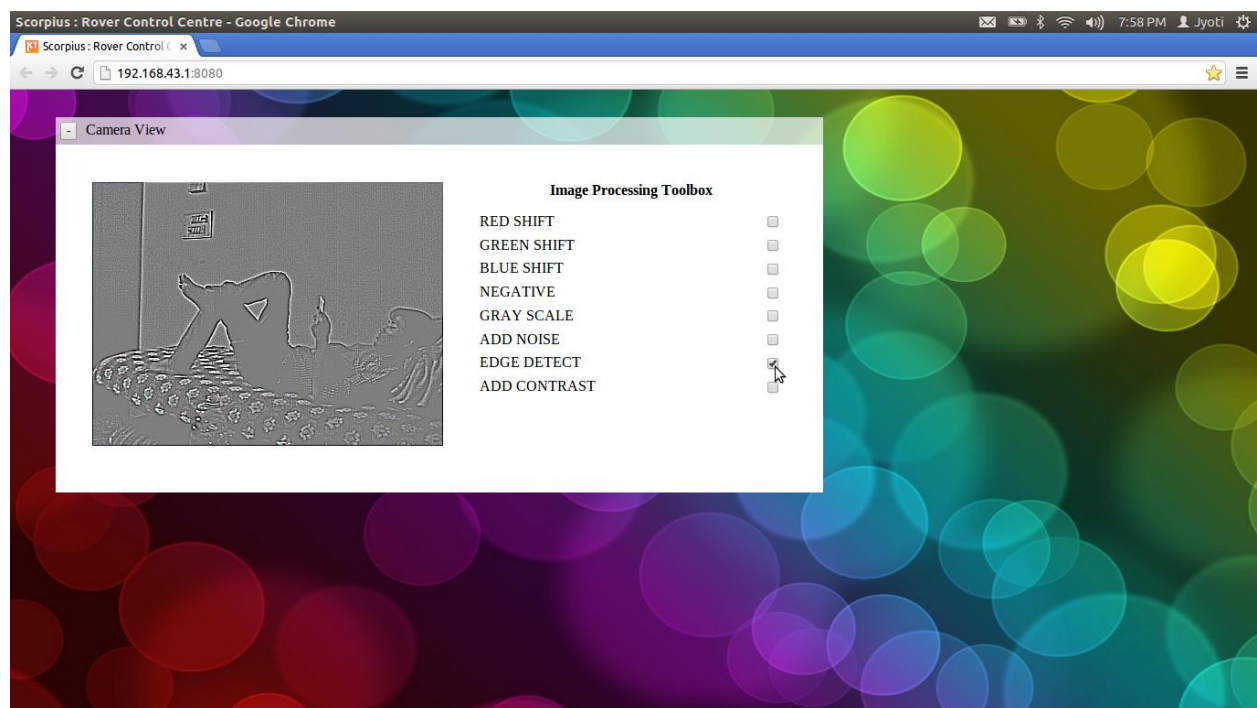 Scorpius : Rover Control Centre - Google Chrome
7:58 PM Jyoti
Scorpius : Rover Control C
192.168.43.1:8080
- Camera View
Image Processing Toolbox
RED SHIFT
GREEN SHIFT
BLUE SHIFT
NEGATIVE
GRAY SCALE
ADD NOISE
EDGE DETECT
ADD CONTRAST